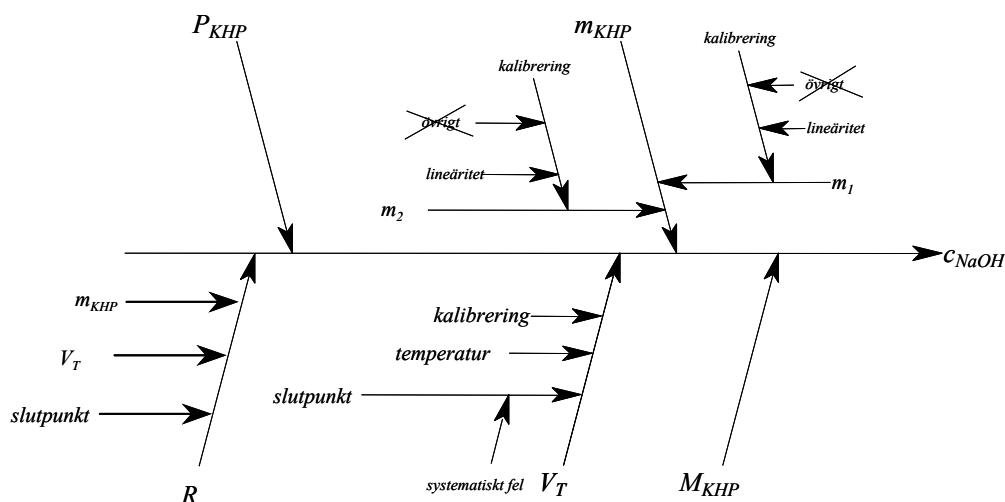 P_KHP
m_KHP
kalibrering
kalibrering
övrigt
övrigt
lineäritet
lineäritet
m_1
m_2
c_NaOH
m_KHP
kalibrering
V_T
temperatur
slutpunkt
slutpunkt
systematiskt fel
R
V_T
M_KHP